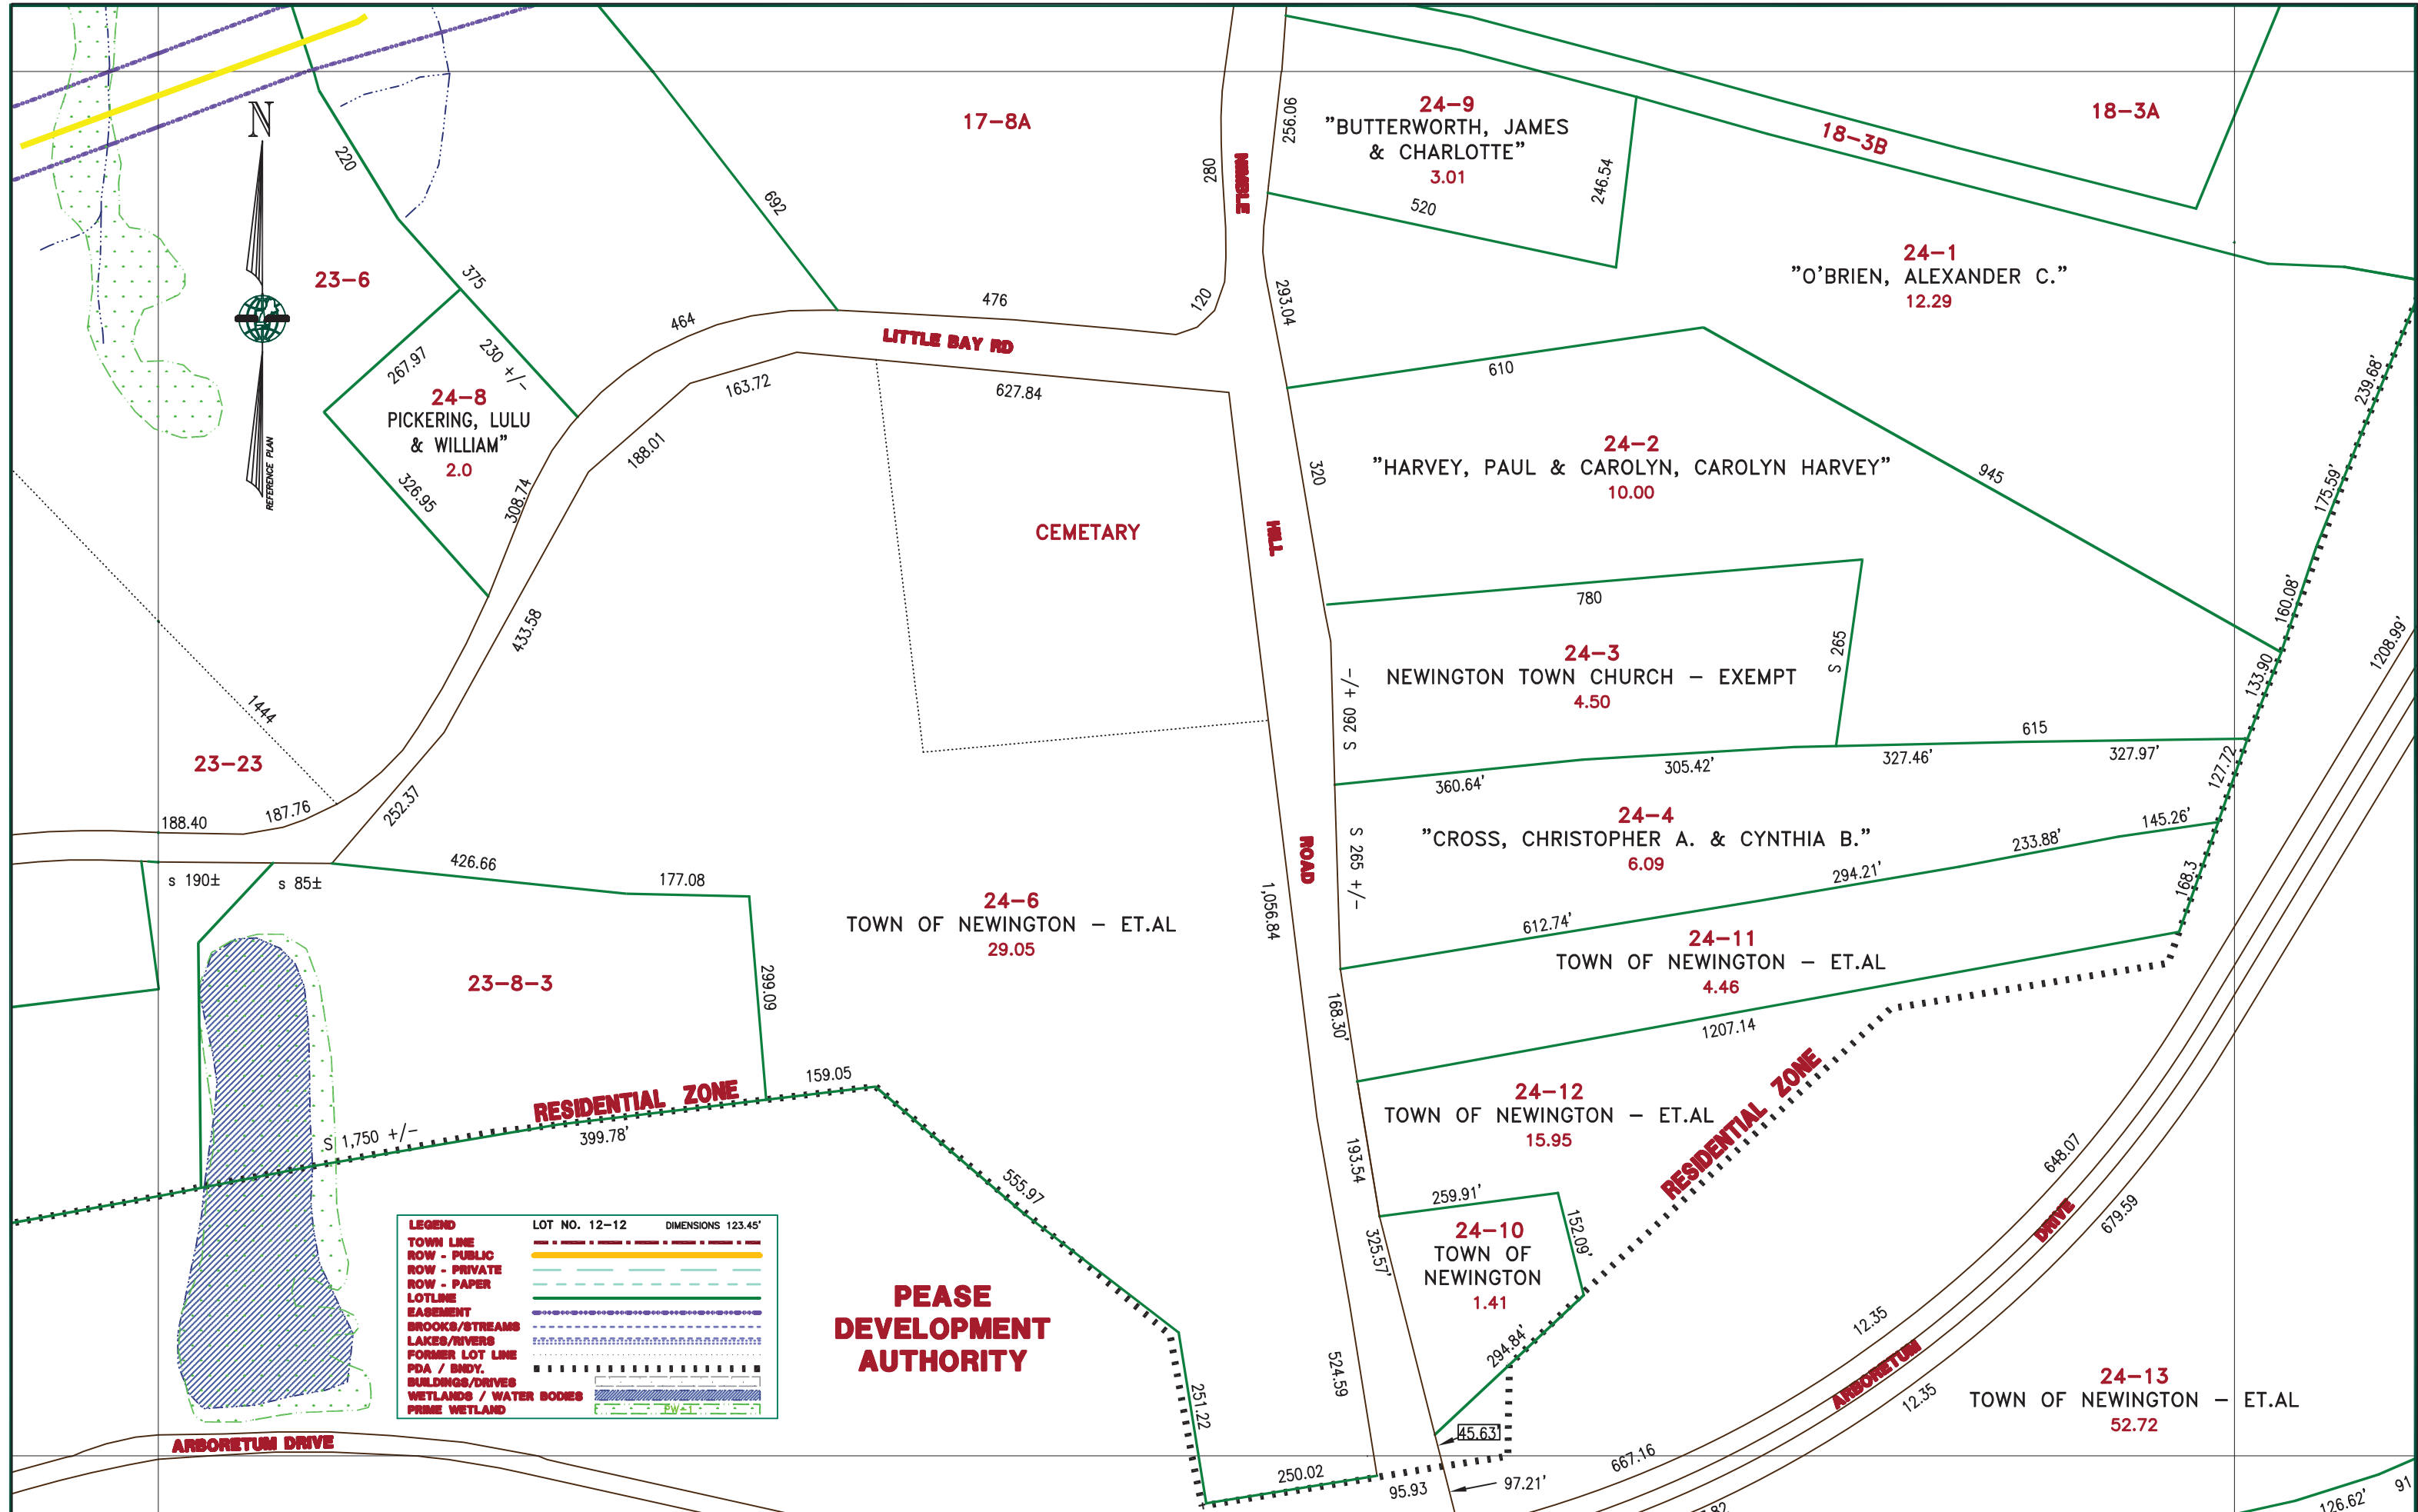 17-8A
24-9
"BUTTERWORTH, JAMES
& CHARLOTTE"
3.01
18-3B
18-3A
N
REFERENCE PLAN
220
692
280
NIMBLE
256.06
246.54
520
24-1
"O'BRIEN, ALEXANDER C."
12.29
23-6
375
464
476
120
293.04
LITTLE BAY RD
267.97
230 +/-
163.72
627.84
610
239.68'
24-8
PICKERING, LULU
& WILLIAM"
2.0
188.01
326.95
308.74
320
24-2
"HARVEY, PAUL & CAROLYN, CAROLYN HARVEY"
10.00
945
175.59'
CEMETARY
HILL
433.58
780
160.08'
24-3
NEWINGTON TOWN CHURCH - EXEMPT
4.50
S 265
S 260 +/-
133.90
1208.99'
1444
23-23
188.40
187.76
252.37
615
360.64'
305.42'
327.46'
327.97'
127.72
24-4
"CROSS, CHRISTOPHER A. & CYNTHIA B."
6.09
S 265 +/-
ROAD
233.88'
145.26'
294.21'
612.74'
168.3
s 190±
s 85±
426.66
177.08
24-6
TOWN OF NEWINGTON - ET.AL
29.05
1,056.84
23-8-3
299.09
24-11
TOWN OF NEWINGTON - ET.AL
4.46
168.30'
1207.14
RESIDENTIAL ZONE
159.05
S 1,750 +/-
399.78'
24-12
TOWN OF NEWINGTON - ET.AL
15.95
RESIDENTIAL ZONE
193.54
555.97
259.91'
152.09'
24-10
TOWN OF
NEWINGTON
1.41
325.57'
648.07
DRIVE
679.59
LEGEND
LOT NO. 12-12
DIMENSIONS 123.45'
TOWN LINE
ROW - PUBLIC
ROW - PRIVATE
ROW - PAPER
LOTLINE
EASEMENT
BROOKS/STREAMS
LAKES/RIVERS
FORMER LOT LINE
PDA / BNDY.
BUILDINGS/DRIVES
WETLANDS / WATER BODIES
PRIME WETLAND
PW-1
PEASE
DEVELOPMENT
AUTHORITY
294.84'
524.59
251.22
12.35
ARBORETUM
12.35
24-13
TOWN OF NEWINGTON - ET.AL
52.72
ARBORETUM DRIVE
45.63'
250.02
95.93
97.21'
667.16
126.62'
91